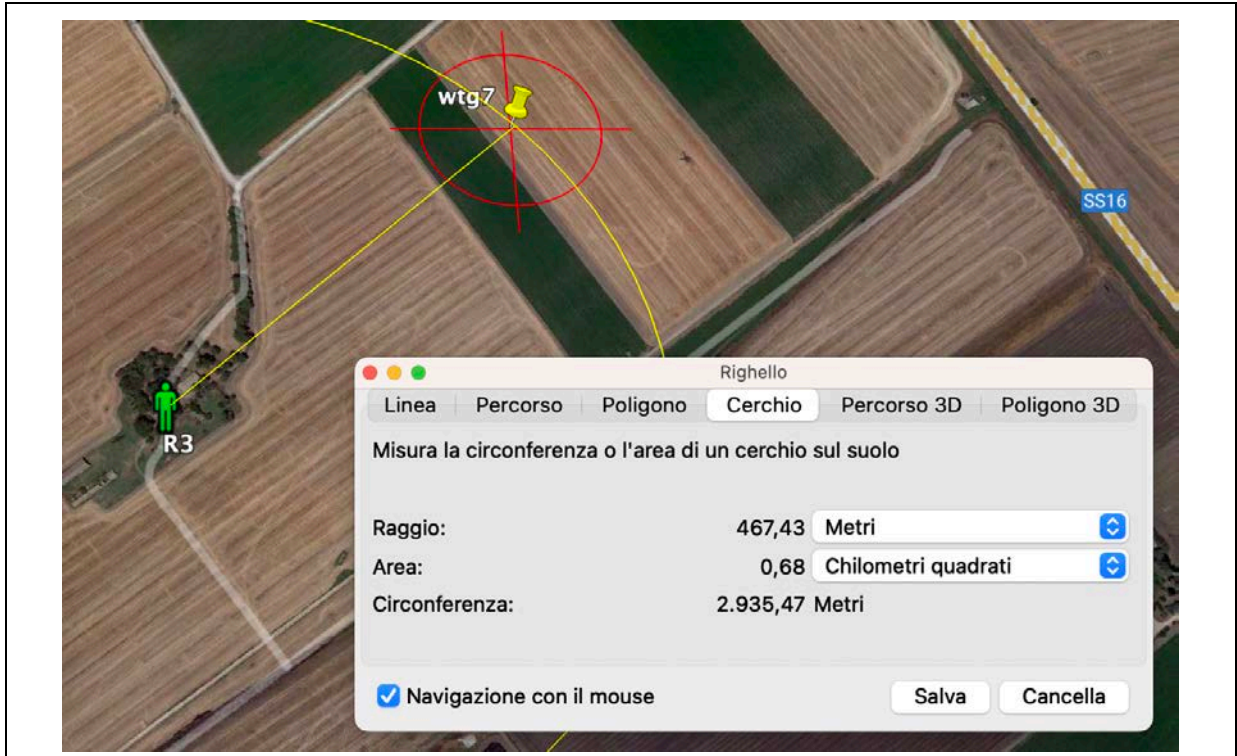 wtg7
SS16
R3
Righello
Linea Percorso Poligono Cerchio Percorso 3D Poligono 3D
Misura la circonferenza o l'area di un cerchio sul suolo
Raggio: 467,43 Metri
Area: 0,68 Chilometri quadrati
Circonferenza: 2.935,47 Metri
Navigazione con il mouse Salva Cancella